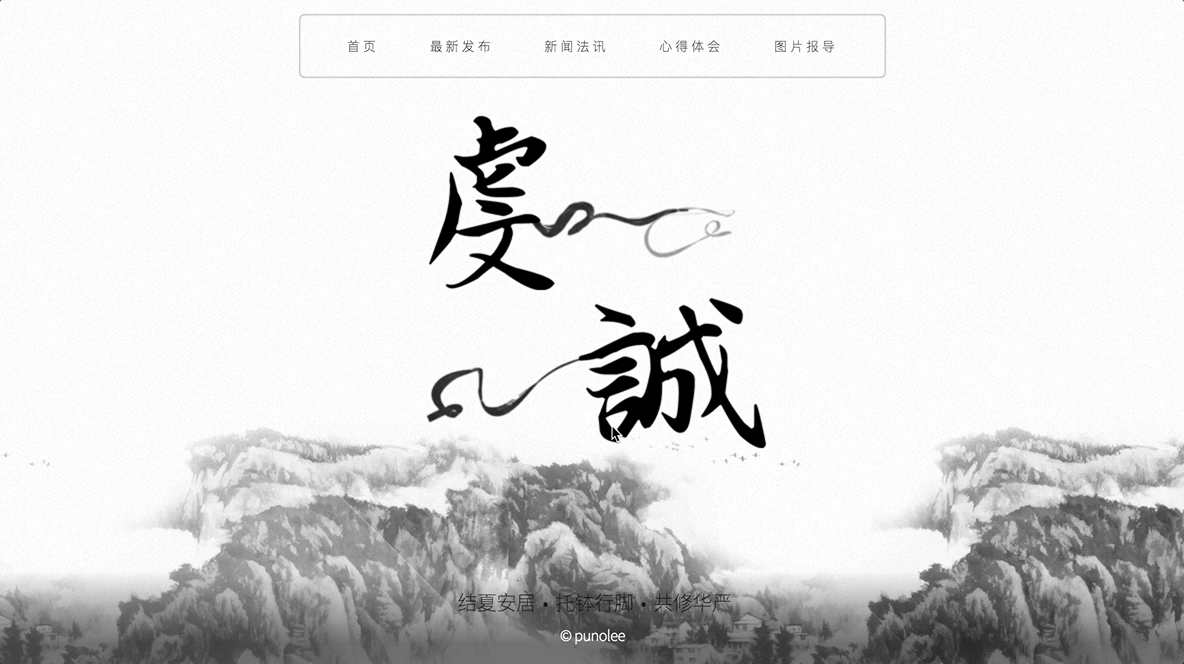 首页 最新发布 新闻法讯 心得体会 图片报导
虔
誠
结夏安居·托钵行脚·共修华严
© punolee